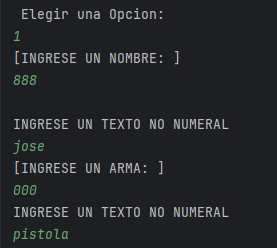 Elegir una Opcion:
1
[INGRESE UN NOMBRE: ]
888
INGRESE UN TEXTO NO NUMERAL
jose
[INGRESE UN ARMA: ]
000
INGRESE UN TEXTO NO NUMERAL
pistola